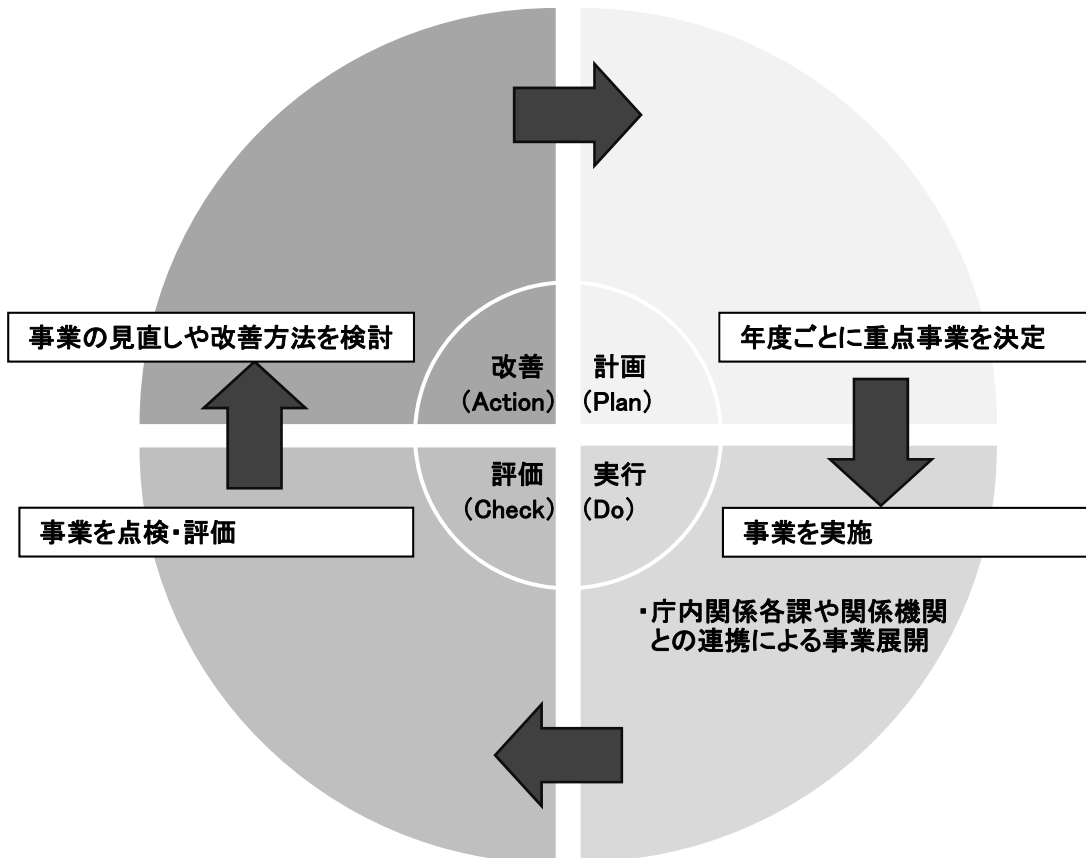 事業の見直しや改善方法を検討
年度ごとに重点事業を決定
改善
(Action)
計画
(Plan)
評価
(Check)
実行
(Do)
事業を点検・評価
事業を実施
・庁内関係各課や関係機関
との連携による事業展開